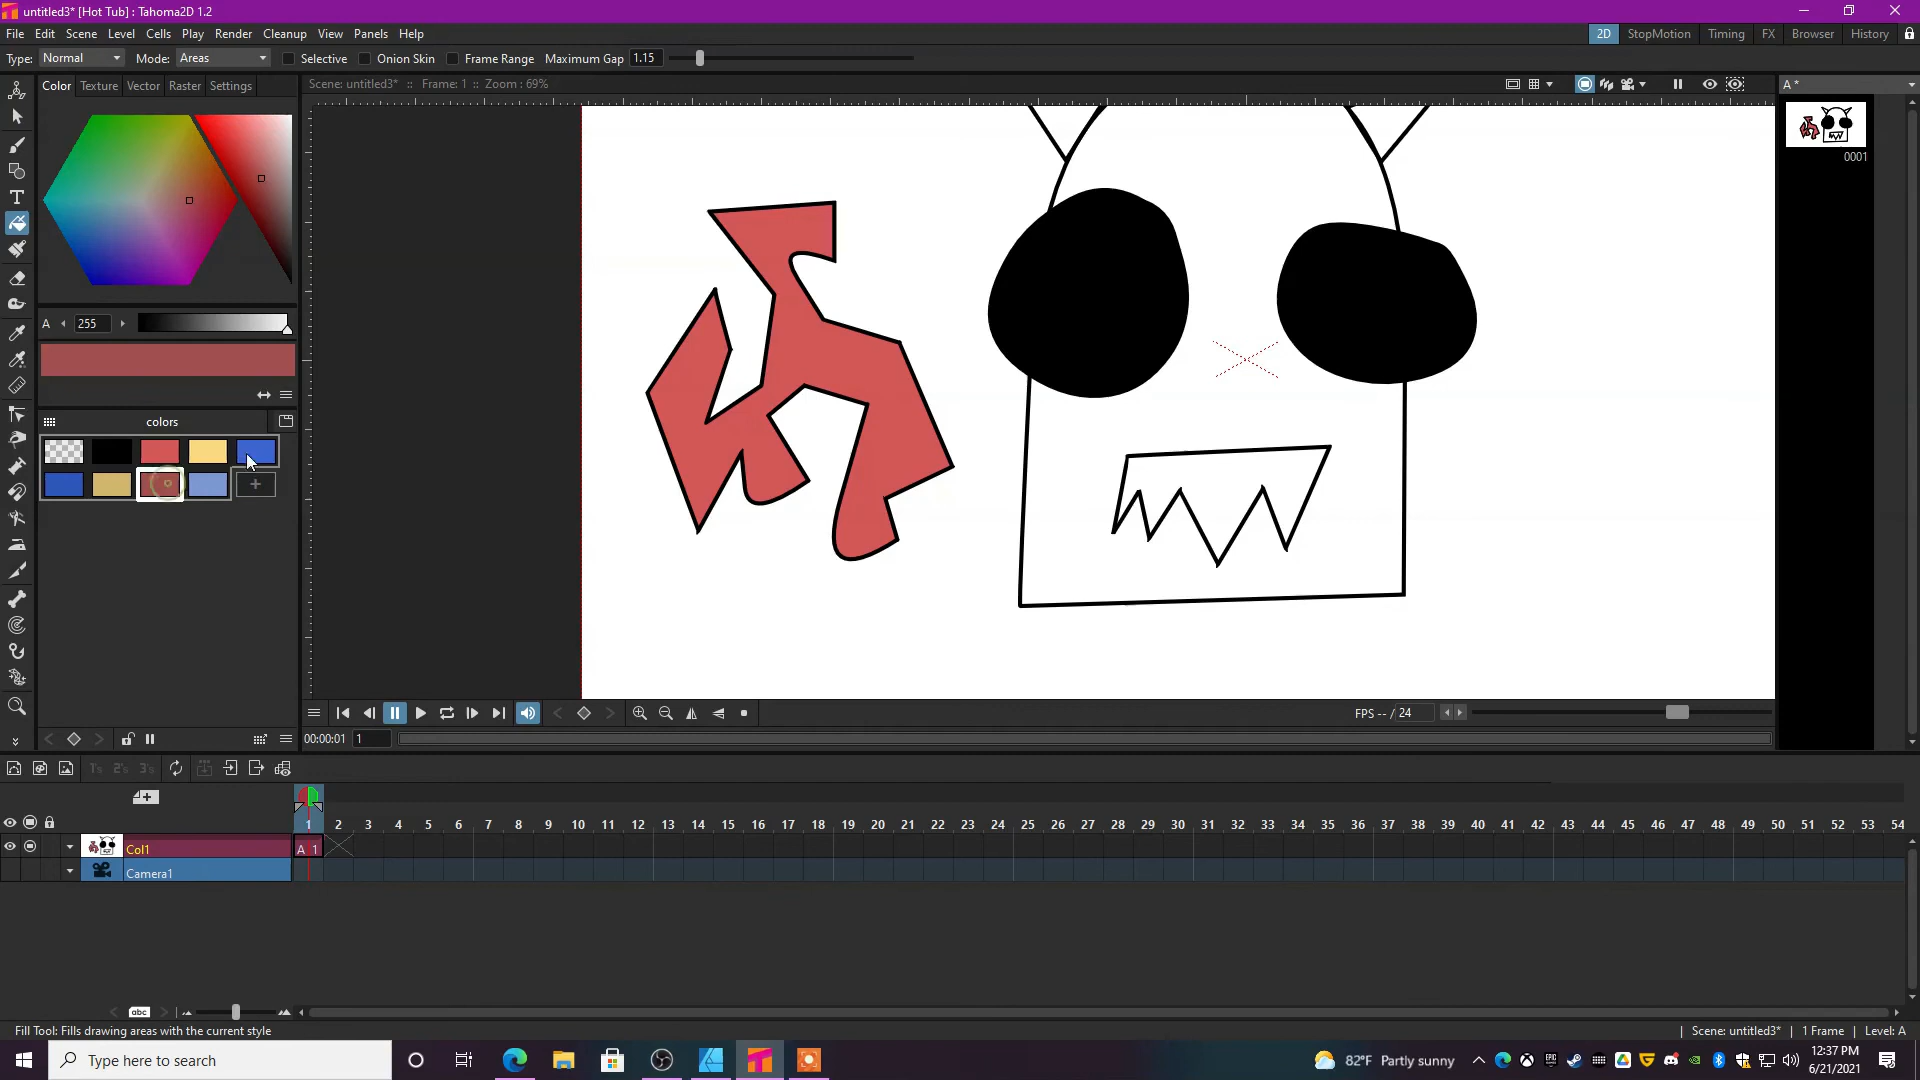 untitled3* [Hot Tub] : Tahoma2D 1.2
File Edit Scene Level Cells Play Render Cleanup View Panels Help
2D StopMotion Timing FX Browser History
Type: Normal Mode: Areas Selective Onion Skin Frame Range Maximum Gap 1.15
Color Texture Vector Raster Settings
Scene: untitled3* :: Frame: 1 :: Zoom : 69%
A *
0001
A 255
colors
FPS -- / 24
00:00:01 1
1's 2's 3's
1 2 3 4 5 6 7 8 9 10 11 12 13 14 15 16 17 18 19 20 21 22 23 24 25 26 27 28 29 30 31 32 33 34 35 36 37 38 39 40 41 42 43 44 45 46 47 48 49 50 51 52 53 54
Col1 A 1
Camera1
abc
Fill Tool: Fills drawing areas with the current style
Scene: untitled3* | 1 Frame | Level: A
Type here to search
82°F Partly sunny
12:37 PM
6/21/2021